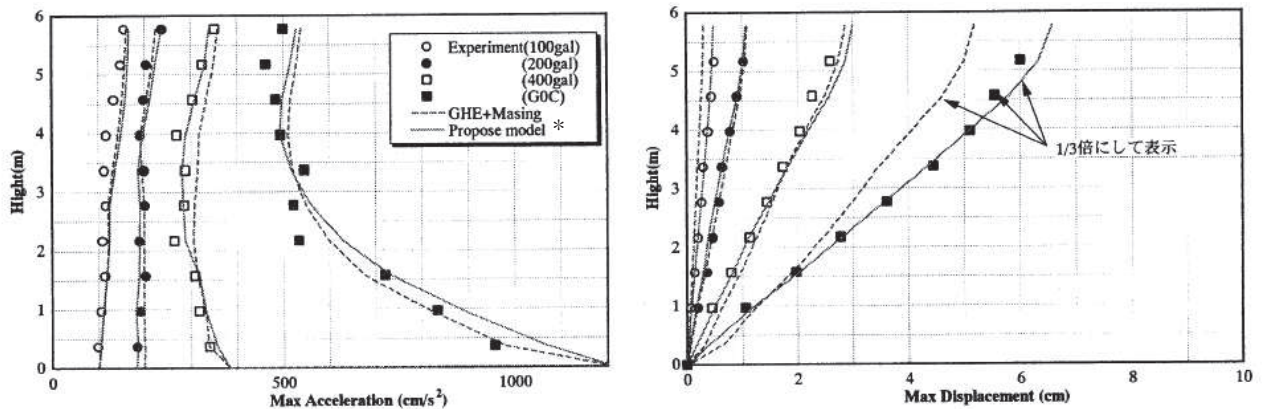 6
5
4
3
2
1
0
Hight(m)
0
500
1000
Max Acceleration (cm/s²)
Experiment(100gal)
(200gal)
(400gal)
(G0C)
GHE+Masing
Propose model *
6
5
4
3
2
1
0
Hight(m)
0
2
4
6
8
10
Max Displacement (cm)
1/3倍にして表示